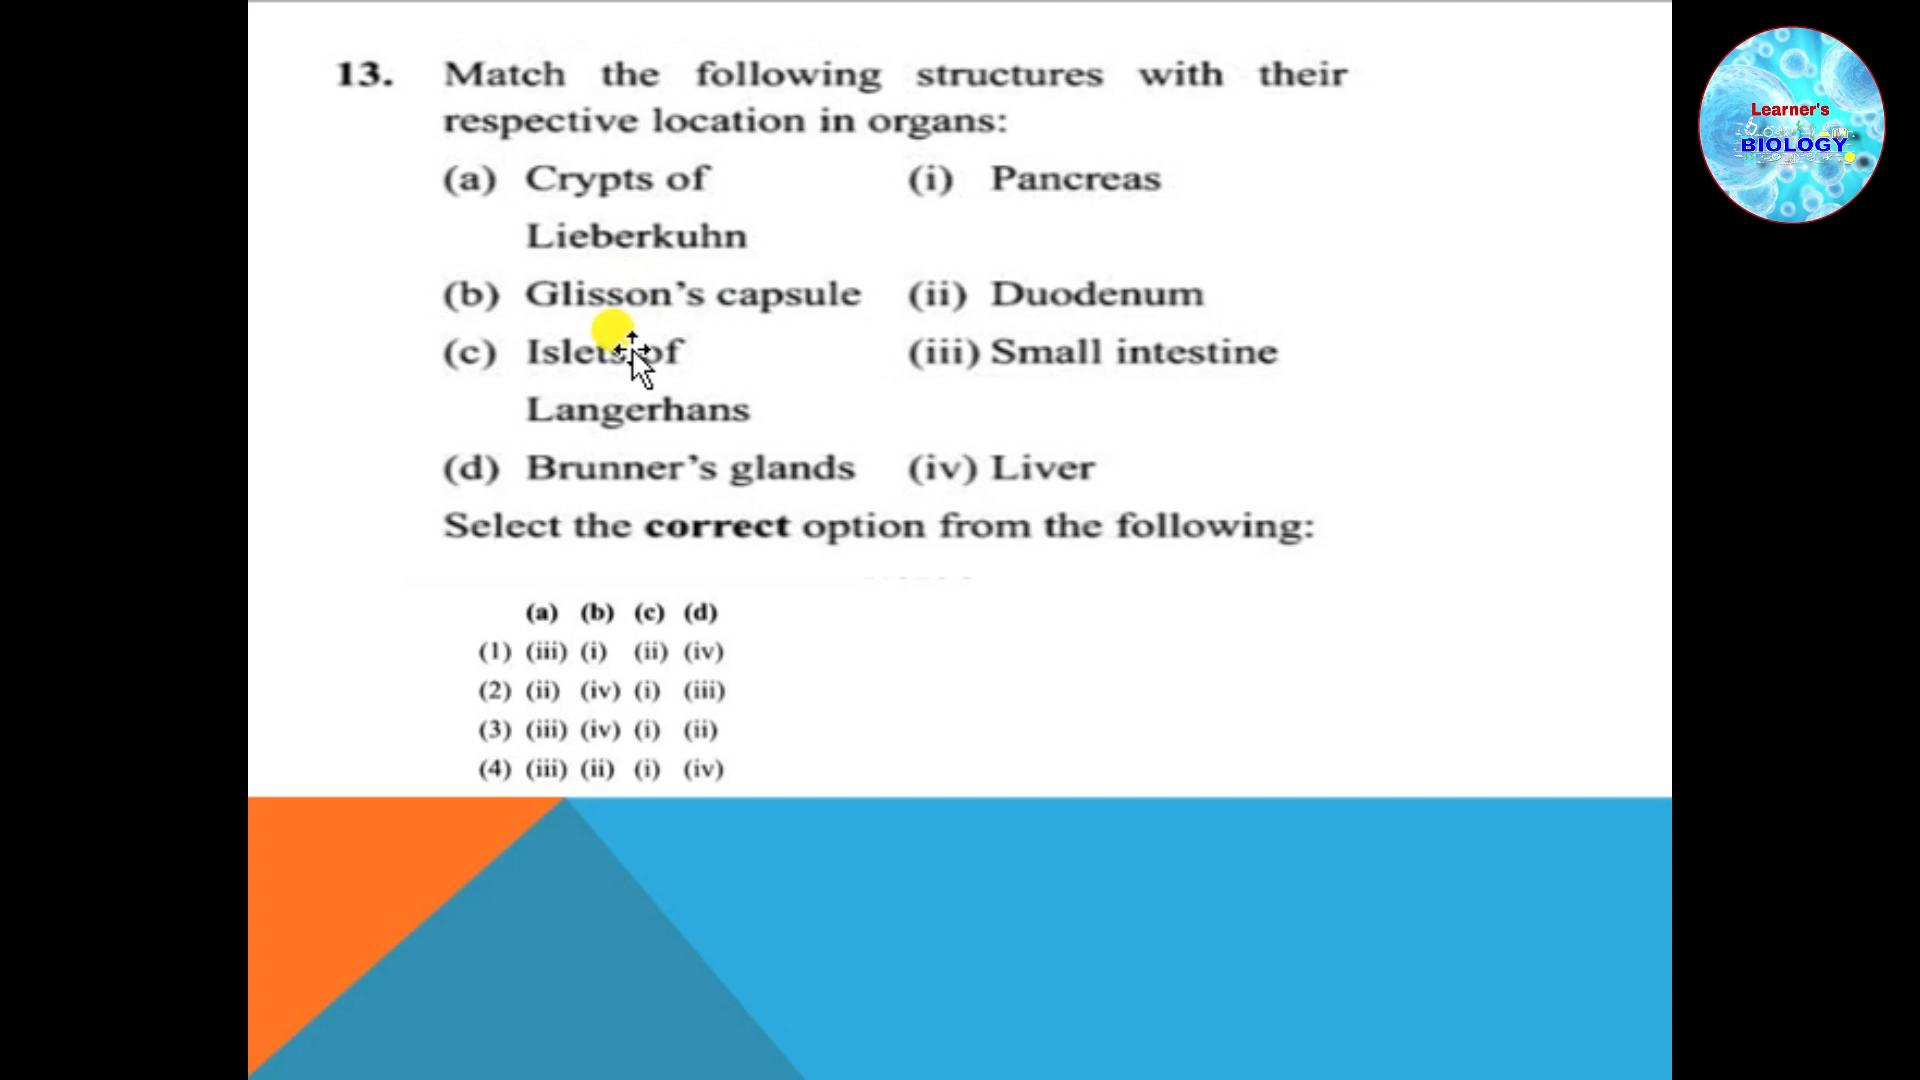 13. Match the following structures with their
respective location in organs:
(a) Crypts of (i) Pancreas
Lieberkuhn
(b) Glisson's capsule (ii) Duodenum
(c) Islets of (iii) Small intestine
Langerhans
(d) Brunner's glands (iv) Liver
Select the correct option from the following:
(a) (b) (c) (d)
(1) (iii) (i) (ii) (iv)
(2) (ii) (iv) (i) (iii)
(3) (iii) (iv) (i) (ii)
(4) (iii) (ii) (i) (iv)
Learner's
BIOLOGY